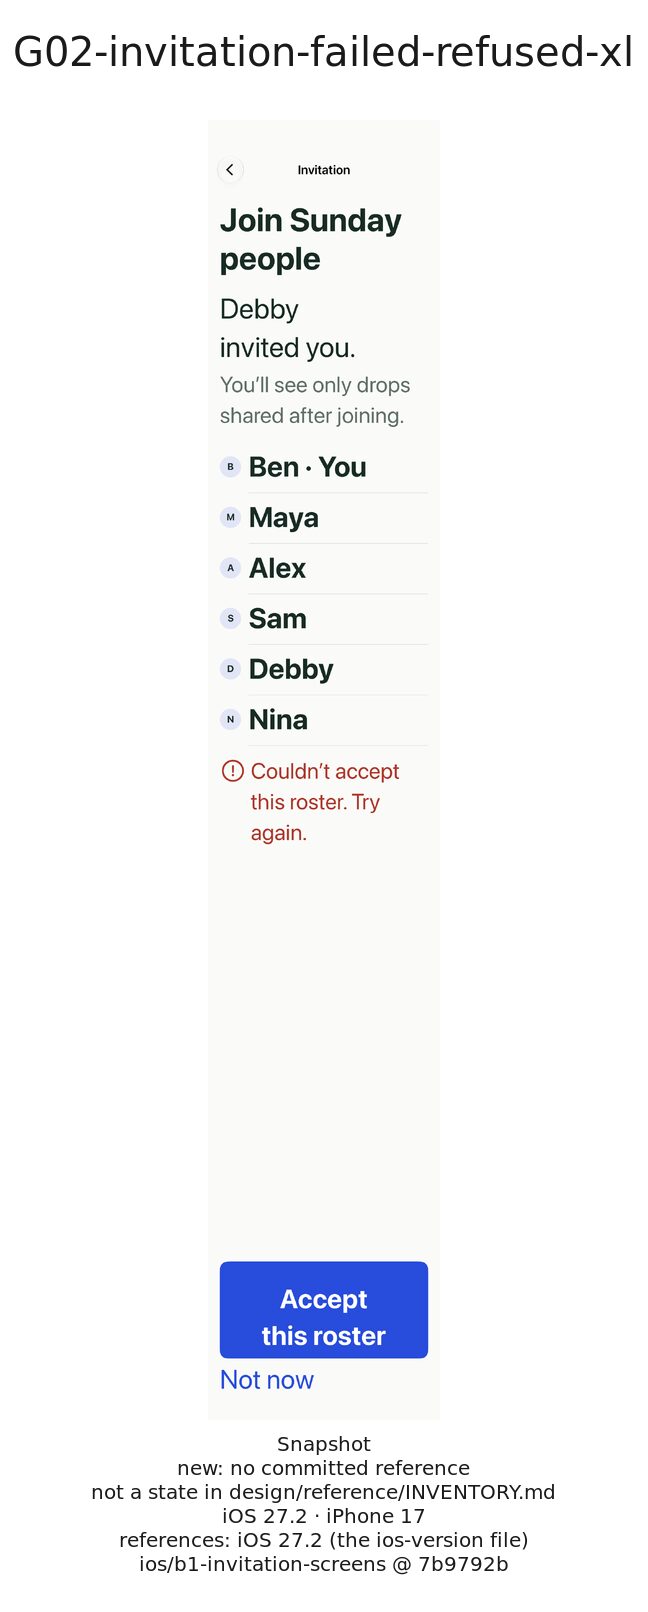 G02-invitation-failed-refused-xl
Invitation
Join Sunday
people
Debby
invited you.
You’ll see only drops
shared after joining.
B Ben · You
M Maya
A Alex
S Sam
D Debby
N Nina
Couldn’t accept
this roster. Try
again.
Accept
this roster
Not now
Snapshot
new: no committed reference
not a state in design/reference/INVENTORY.md
iOS 27.2 · iPhone 17
references: iOS 27.2 (the ios-version file)
ios/b1-invitation-screens @ 7b9792b